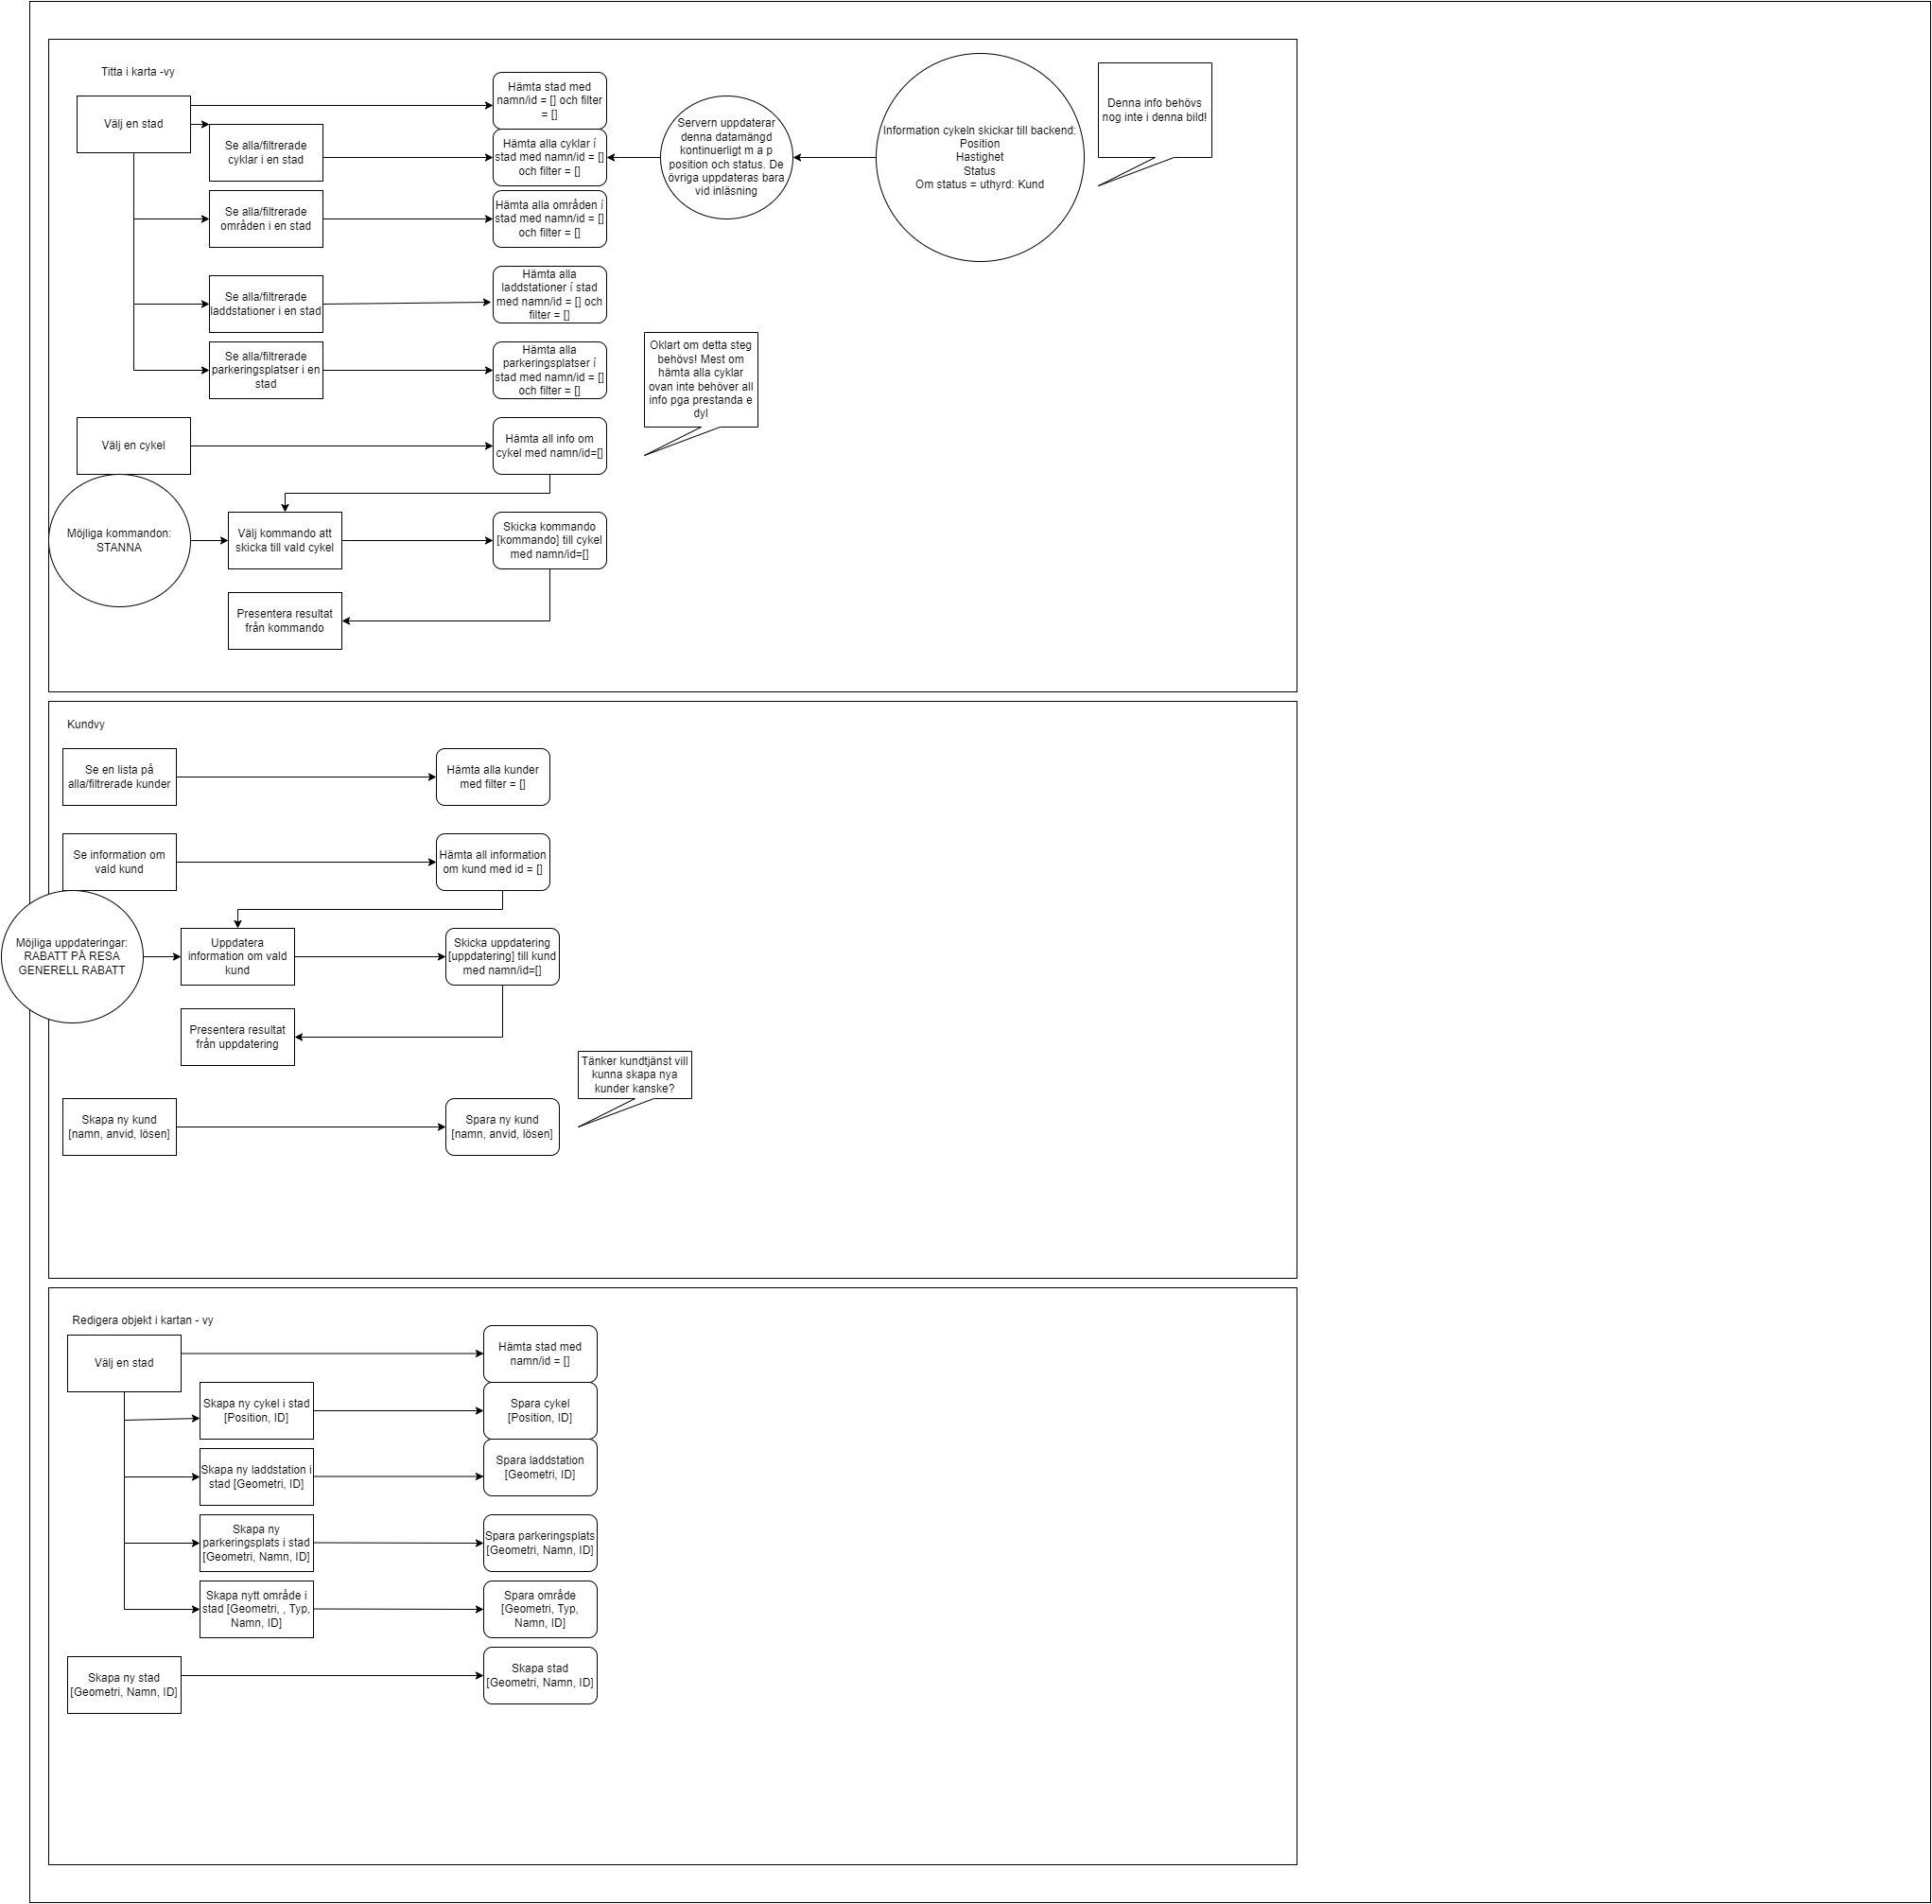 Titta i karta -vy
Välj en stad
Hämta stad med
namn/id = [] och filter
= []
Se alla/filtrerade
cyklar i en stad
Hämta alla cyklar í
stad med namn/id = []
och filter = []
Servern uppdaterar
denna datamängd
kontinuerligt m a p
position och status. De
övriga uppdateras bara
vid inläsning
Information cykeln skickar till backend:
Position
Hastighet
Status
Om status = uthyrd: Kund
Denna info behövs
nog inte i denna bild!
Se alla/filtrerade
områden i en stad
Hämta alla områden í
stad med namn/id = []
och filter = []
Se alla/filtrerade
laddstationer i en stad
Hämta alla
laddstationer í stad
med namn/id = [] och
filter = []
Se alla/filtrerade
parkeringsplatser i en
stad
Hämta alla
parkeringsplatser í
stad med namn/id = []
och filter = []
Oklart om detta steg
behövs! Mest om
hämta alla cyklar
ovan inte behöver all
info pga prestanda e
dyl
Välj en cykel
Hämta all info om
cykel med namn/id=[]
Möjliga kommandon:
STANNA
Välj kommando att
skicka till vald cykel
Skicka kommando
[kommando] till cykel
med namn/id=[]
Presentera resultat
från kommando
Kundvy
Se en lista på
alla/filtrerade kunder
Hämta alla kunder
med filter = []
Se information om
vald kund
Hämta all information
om kund med id = []
Möjliga uppdateringar:
RABATT PÅ RESA
GENERELL RABATT
Uppdatera
information om vald
kund
Skicka uppdatering
[uppdatering] till kund
med namn/id=[]
Presentera resultat
från uppdatering
Tänker kundtjänst vill
kunna skapa nya
kunder kanske?
Skapa ny kund
[namn, anvid, lösen]
Spara ny kund
[namn, anvid, lösen]
Redigera objekt i kartan - vy
Välj en stad
Hämta stad med
namn/id = []
Skapa ny cykel i stad
[Position, ID]
Spara cykel
[Position, ID]
Skapa ny laddstation i
stad [Geometri, ID]
Spara laddstation
[Geometri, ID]
Skapa ny
parkeringsplats i stad
[Geometri, Namn, ID]
Spara parkeringsplats
[Geometri, Namn, ID]
Skapa nytt område i
stad [Geometri, , Typ,
Namn, ID]
Spara område
[Geometri, Typ,
Namn, ID]
Skapa ny stad
[Geometri, Namn, ID]
Skapa stad
[Geometri, Namn, ID]